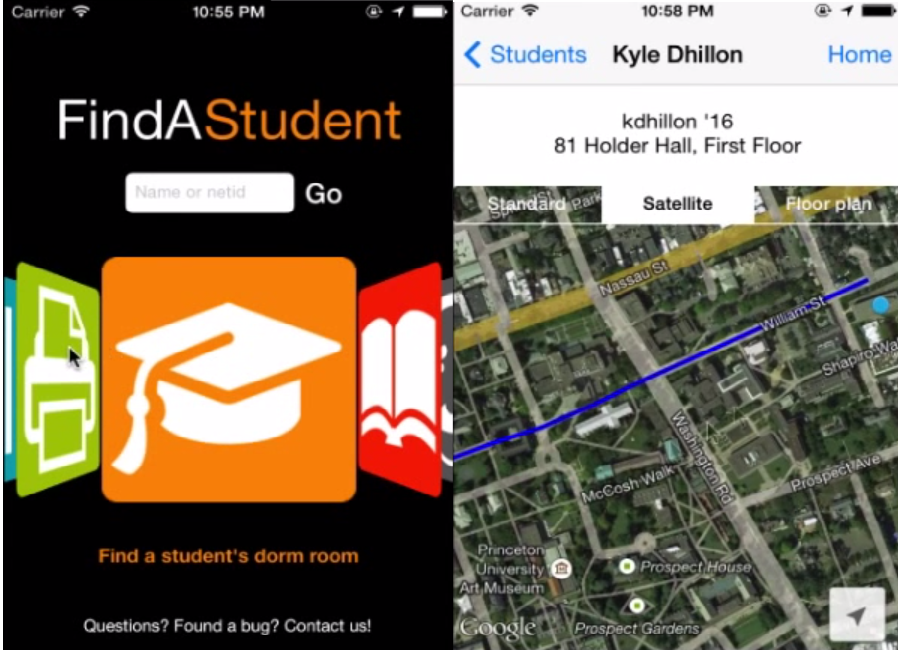 Carrier 10:55 PM
FindAStudent
Name or netid Go
Find a student's dorm room
Questions? Found a bug? Contact us!
Carrier 10:58 PM
Students Kyle Dhillon Home
kdhillon '16
81 Holder Hall, First Floor
Standard Satellite Floor plan
Park
Nassau St
William St
Shapiro Wa
Washington Rd
McCosh Walk
Prospect Ave
Princeton
University
Art Museum
Prospect House
Google
Prospect Gardens